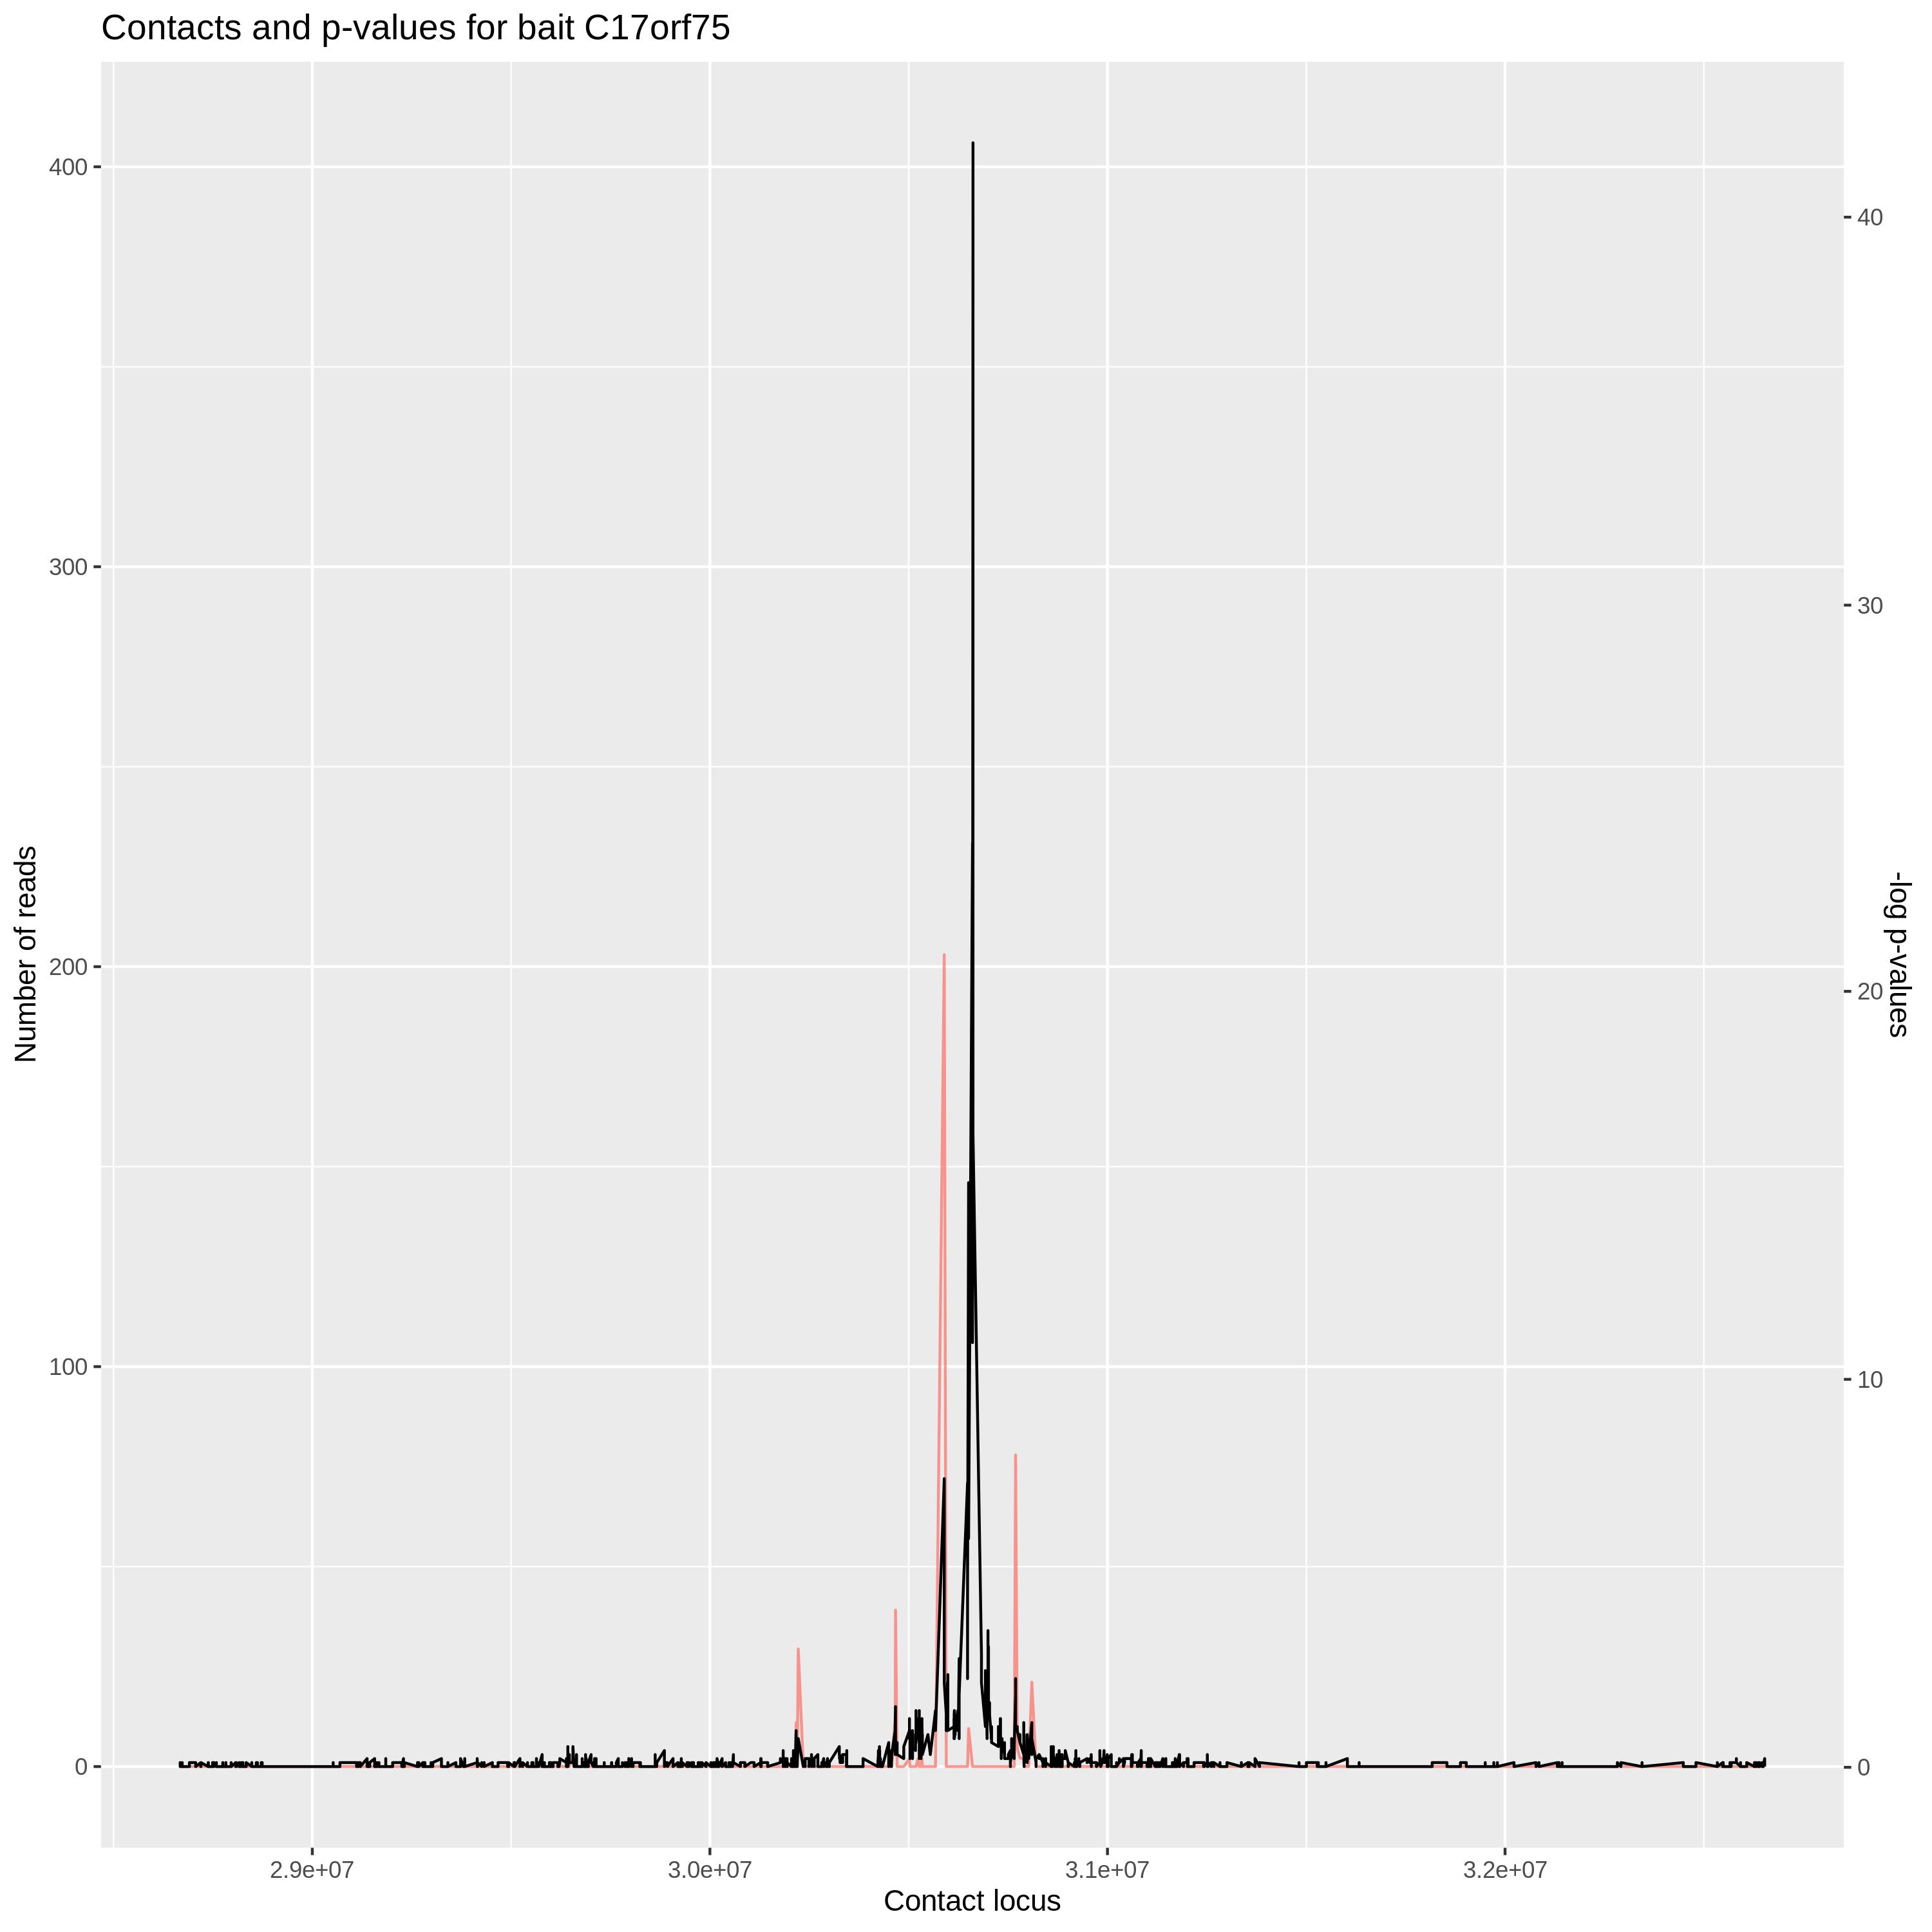 Contacts and p-values for bait C17orf75
400
300
200
100
0
Number of reads
40
30
20
10
0
-log p-values
2.9e+07
3.0e+07
3.1e+07
3.2e+07
Contact locus